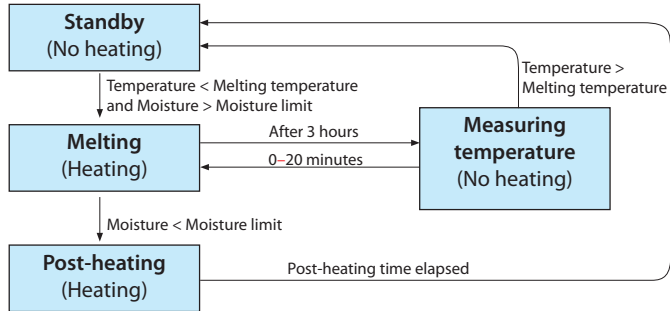 Standby
(No heating)
Temperature < Melting temperature
and Moisture > Moisture limit
Temperature >
Melting temperature
Melting
(Heating)
After 3 hours
0–20 minutes
Measuring
temperature
(No heating)
Moisture < Moisture limit
Post-heating
(Heating)
Post-heating time elapsed